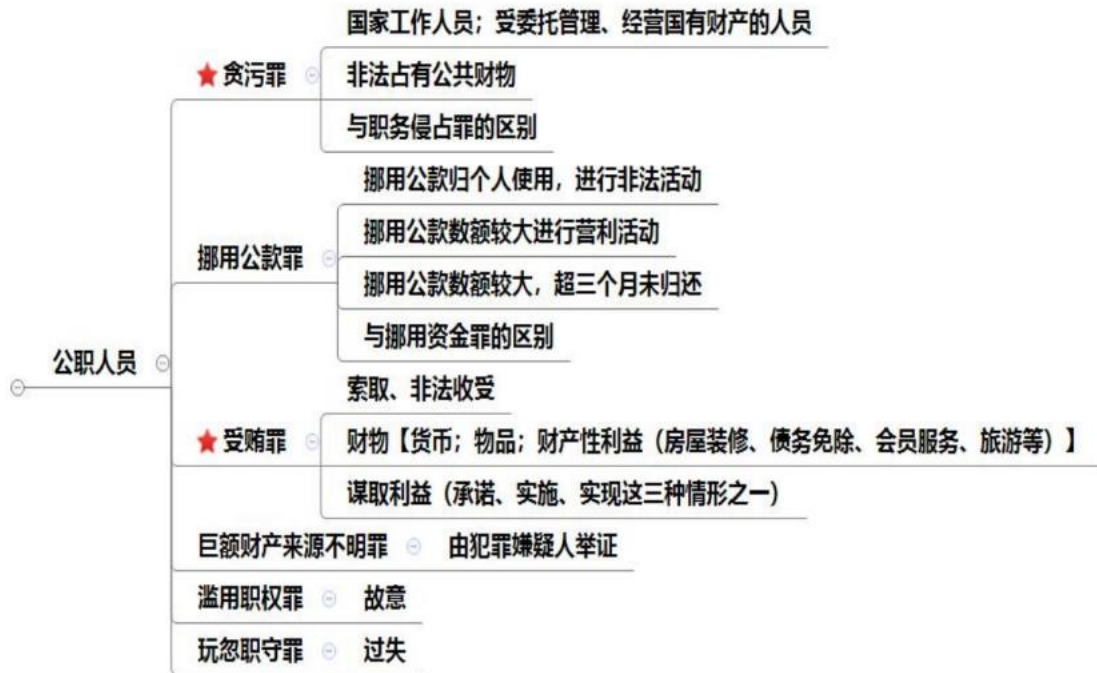 国家工作人员；受委托管理、经营国有财产的人员
贪污罪
非法占有公共财物
与职务侵占罪的区别
挪用公款归个人使用，进行非法活动
挪用公款数额较大进行营利活动
挪用公款罪
挪用公款数额较大，超三个月未归还
与挪用资金罪的区别
公职人员
索取、非法收受
受贿罪
财物【货币；物品；财产性利益（房屋装修、债务免除、会员服务、旅游等）】
谋取利益（承诺、实施、实现这三种情形之一）
巨额财产来源不明罪 由犯罪嫌疑人举证
滥用职权罪 故意
玩忽职守罪 过失